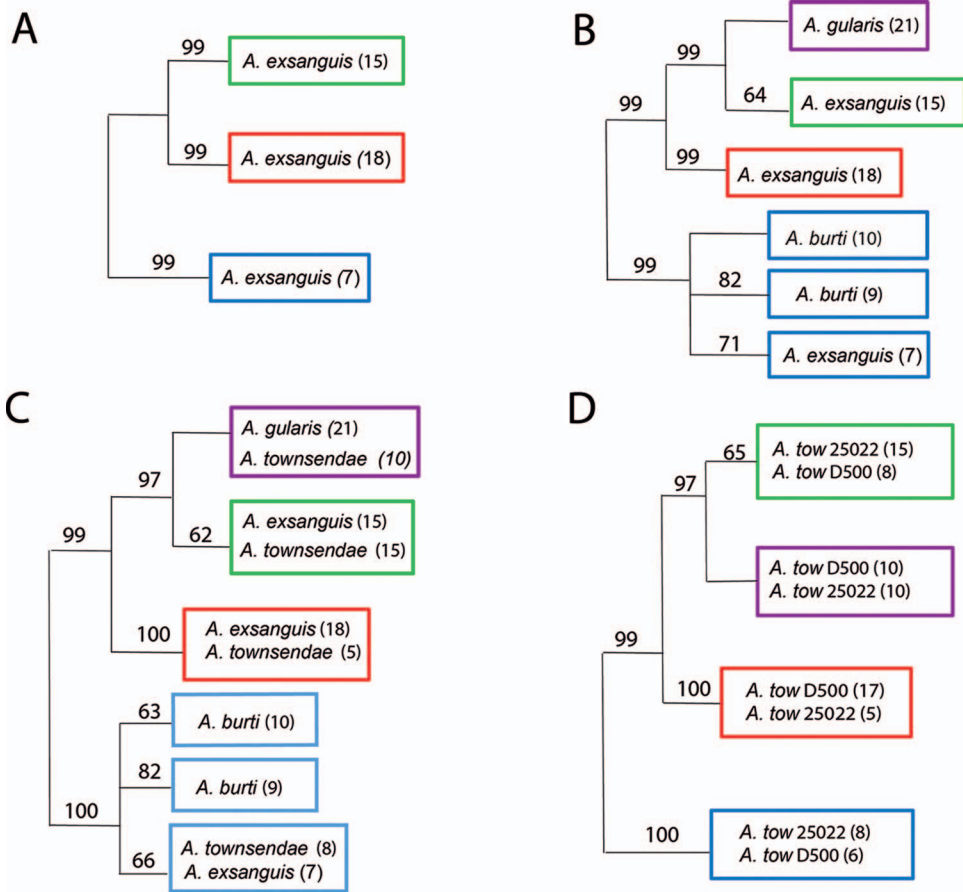 A
99
A. exsanguis (15)
99
A. exsanguis (18)
99
A. exsanguis (7)
B
A. gularis (21)
99
64
A. exsanguis (15)
99
99
A. exsanguis (18)
A. burti (10)
99
82
A. burti (9)
71
A. exsanguis (7)
C
A. gularis (21)
A. townsendae (10)
97
A. exsanguis (15)
62
A. townsendae (15)
99
A. exsanguis (18)
100
A. townsendae (5)
63
A. burti (10)
82
A. burti (9)
100
A. townsendae (8)
66
A. exsanguis (7)
D
65
A. tow 25022 (15)
A. tow D500 (8)
97
A. tow D500 (10)
A. tow 25022 (10)
99
100
A. tow D500 (17)
A. tow 25022 (5)
100
A. tow 25022 (8)
A. tow D500 (6)